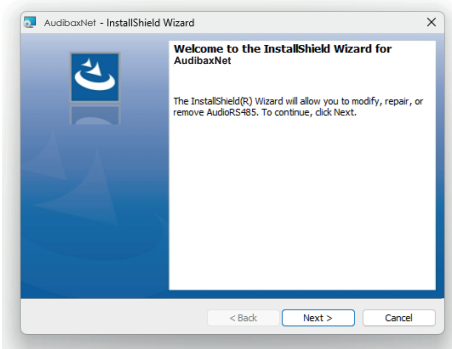 AudibaxNet - InstallShield Wizard
Welcome to the InstallShield Wizard for
AudibaxNet
The InstallShield(R) Wizard will allow you to modify, repair, or
remove AudioRS485. To continue, click Next.
< Back
Next >
Cancel